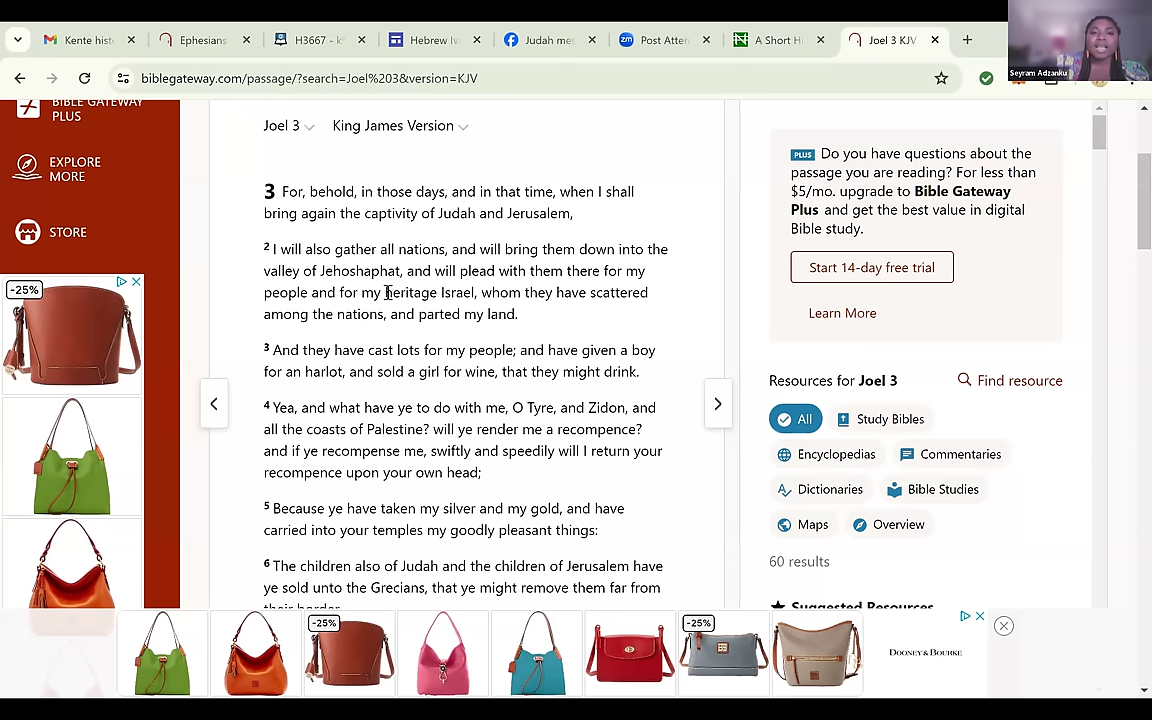 Kente hist
Ephesians
H3667 - k
Hebrew Iv
Judah mes
Post Atten
A Short Hi
Joel 3 KJV
Seyram Adzanku
biblegateway.com/passage/?search=Joel%203&version=KJV
BIBLE GATEWAY
PLUS
EXPLORE
MORE
STORE
-25%
Joel 3
King James Version
3 For, behold, in those days, and in that time, when I shall
bring again the captivity of Judah and Jerusalem,
2 I will also gather all nations, and will bring them down into the
valley of Jehoshaphat, and will plead with them there for my
people and for my heritage Israel, whom they have scattered
among the nations, and parted my land.
3 And they have cast lots for my people; and have given a boy
for an harlot, and sold a girl for wine, that they might drink.
4 Yea, and what have ye to do with me, O Tyre, and Zidon, and
all the coasts of Palestine? will ye render me a recompence?
and if ye recompense me, swiftly and speedily will I return your
recompence upon your own head;
5 Because ye have taken my silver and my gold, and have
carried into your temples my goodly pleasant things:
6 The children also of Judah and the children of Jerusalem have
ye sold unto the Grecians, that ye might remove them far from
their border.
PLUS Do you have questions about the
passage you are reading? For less than
$5/mo. upgrade to Bible Gateway
Plus and get the best value in digital
Bible study.
Start 14-day free trial
Learn More
Resources for Joel 3
Find resource
All
Study Bibles
Encyclopedias
Commentaries
Dictionaries
Bible Studies
Maps
Overview
60 results
Suggested Resources
-25%
-25%
DOONEY & BOURKE